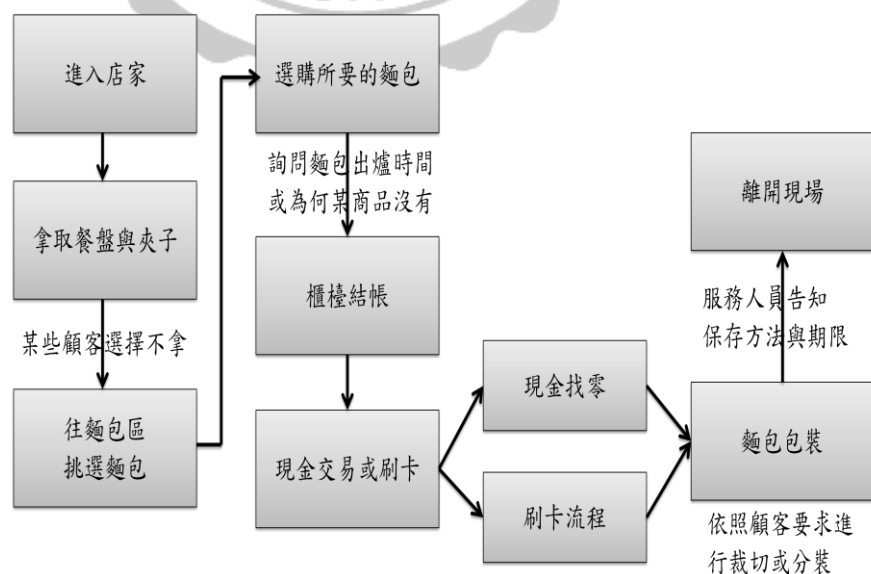 進入店家
拿取餐盤與夾子
某些顧客選擇不拿
往麵包區
挑選麵包
選購所要的麵包
詢問麵包出爐時間
或為何某商品沒有
櫃檯結帳
現金交易或刷卡
現金找零
刷卡流程
麵包包裝
依照顧客要求進
行裁切或分裝
服務人員告知
保存方法與期限
離開現場